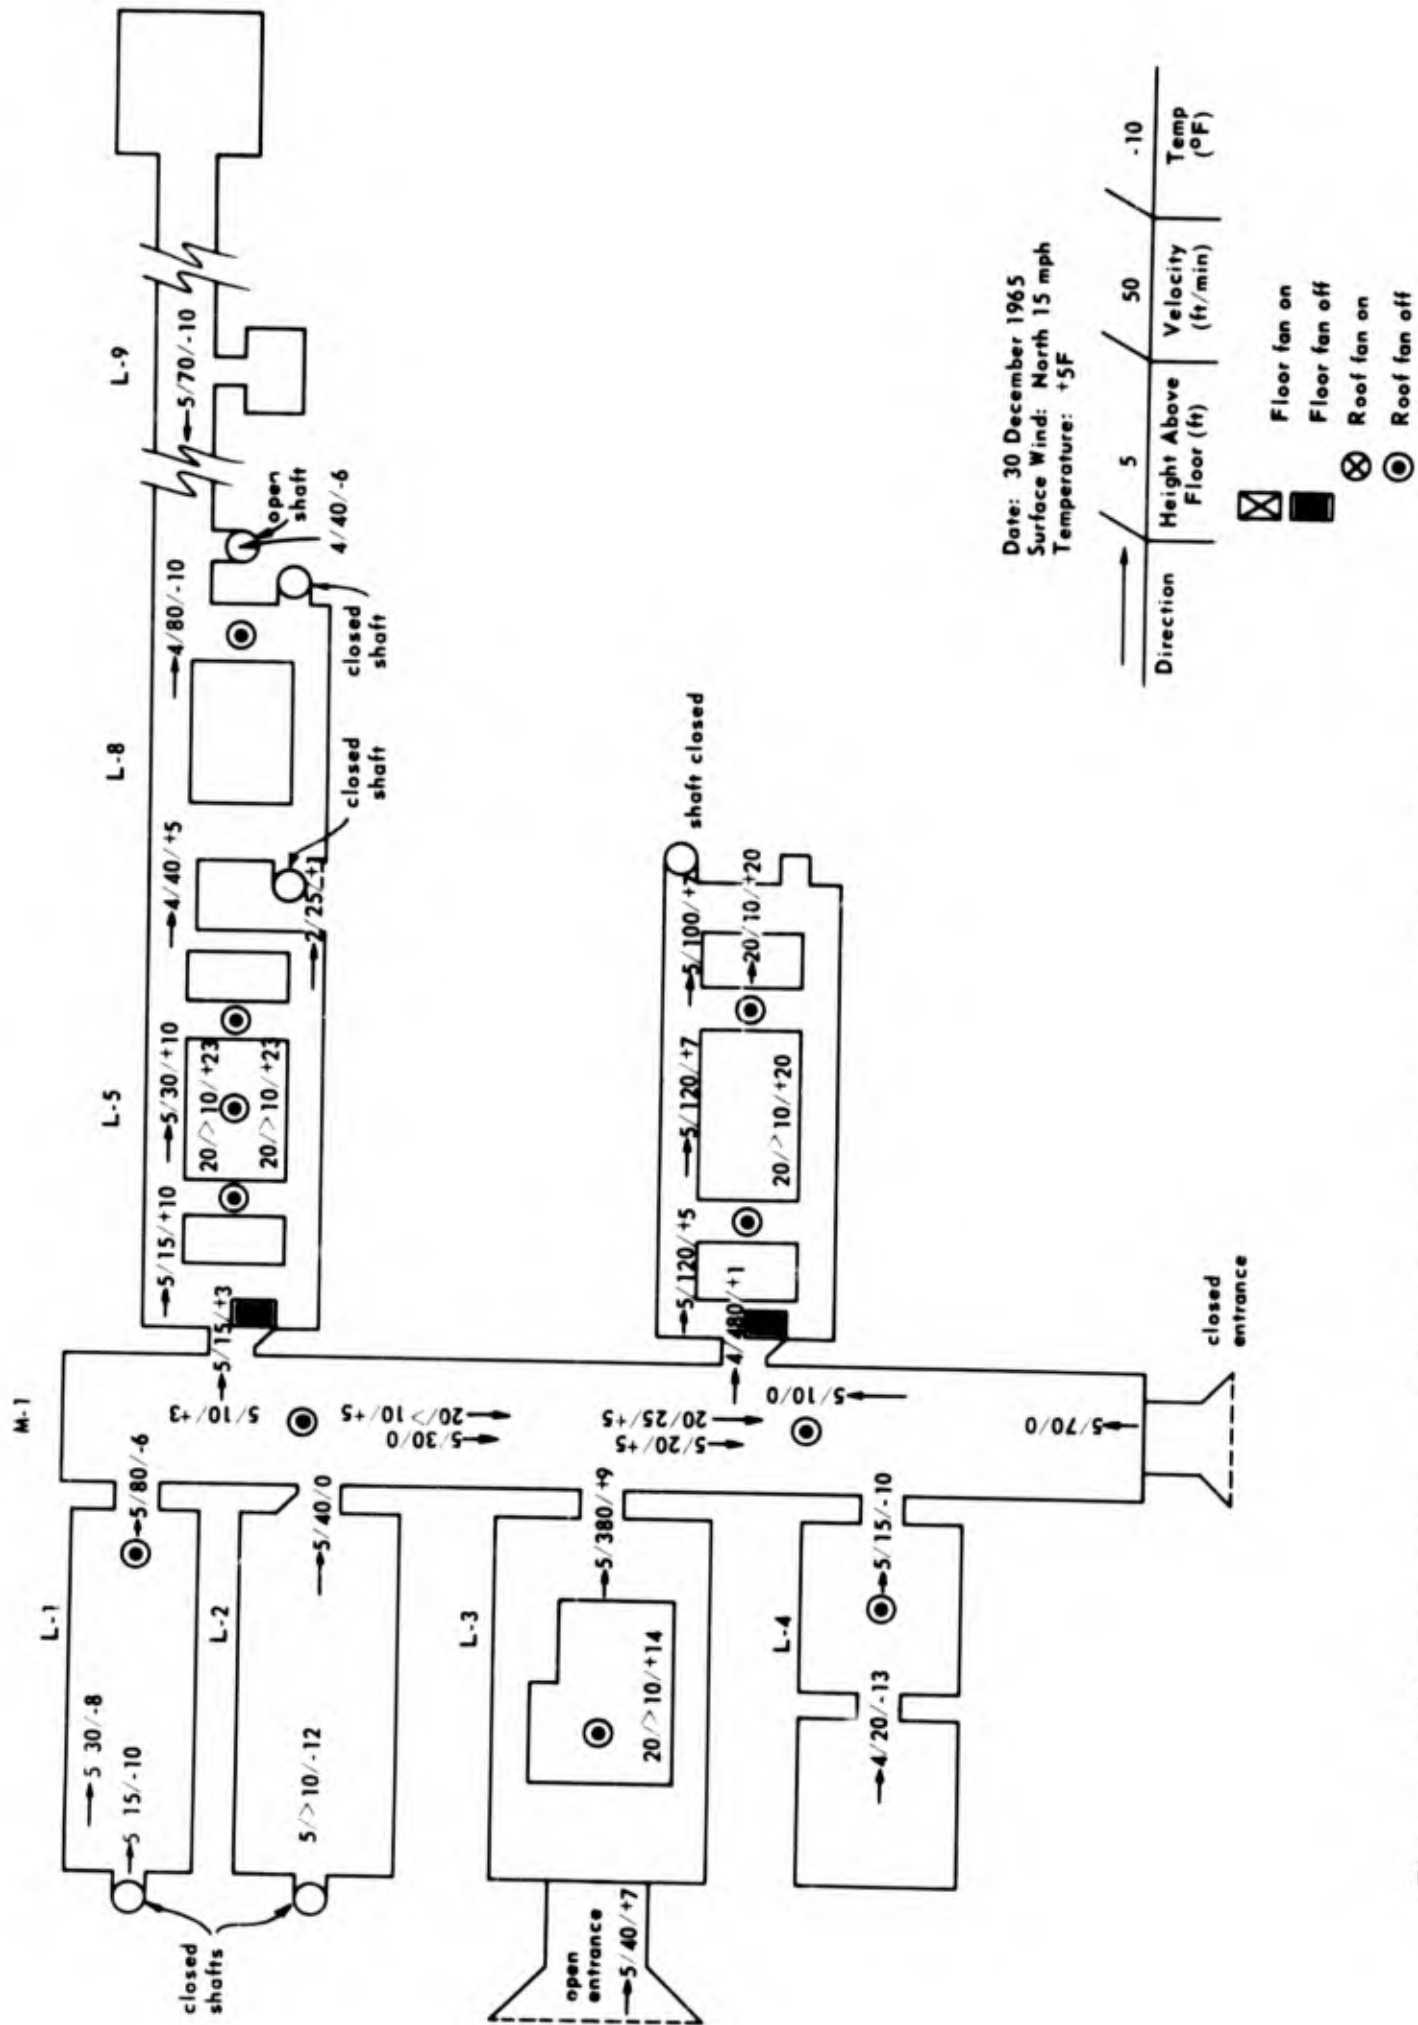 M-1
L-1
5 30/-8
5 15/-10
5/80/-6
closed
shafts
L-2
5/>10/-12
5/40/0
L-3
open
entrance
5/40/+7
20/>10/+14
5/380/+9
L-4
4/20/-13
5/15/-10
5/10/+3
5/30/0
20/>10/+5
5/20/+5
20/25/+5
5/10/0
5/70/0
closed
entrance
L-5
5/15/+3
5/15/+10
5/30/+10
20/>10/+23
20/>10/+23
4/40/+5
2/25/+1
closed
shaft
L-8
4/80/-10
closed
shaft
open
shaft
4/40/-6
L-9
5/70/-10
4/480/+1
5/120/+5
5/120/+7
20/>10/+20
5/100/+7
20/10/+20
shaft closed
Date: 30 December 1965
Surface Wind: North 15 mph
Temperature: +5F
5 50 -10
Direction
Height Above
Floor (ft)
Velocity
(ft/min)
Temp
(°F)
Floor fan on
Floor fan off
Roof fan on
Roof fan off